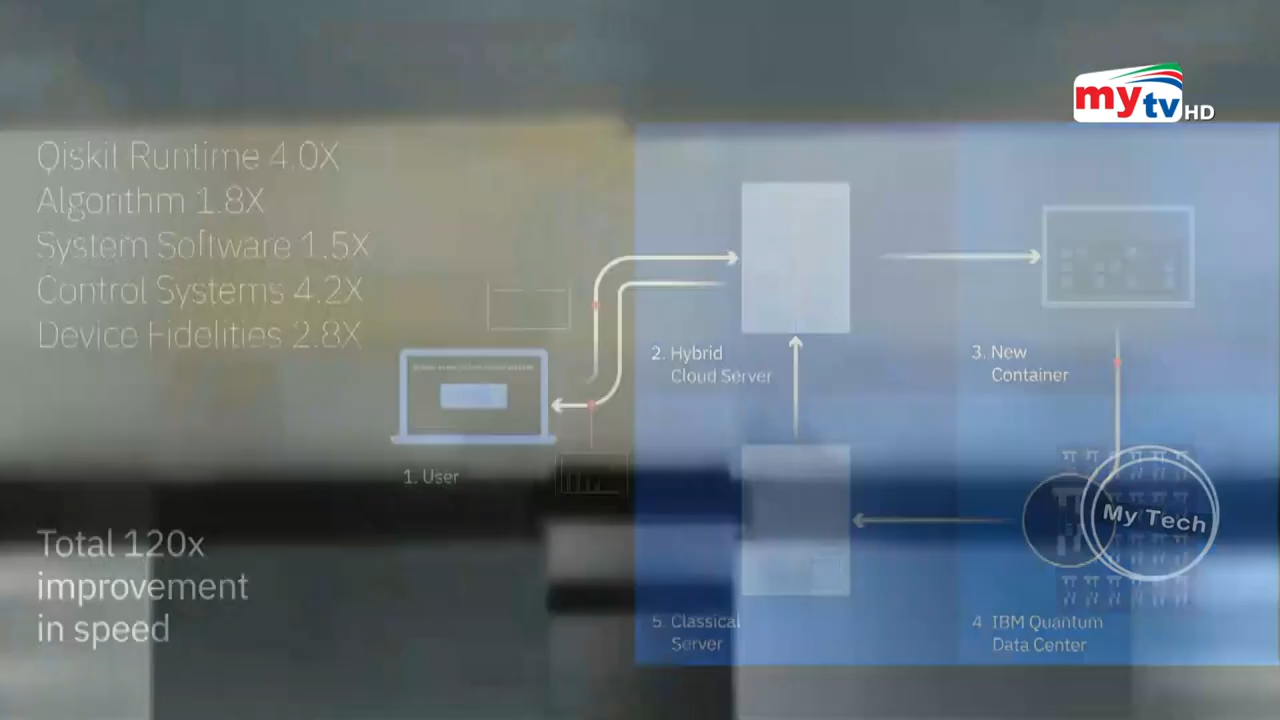 mytv HD
Qiskit Runtime 4.0X
Algorithm 1.8X
System Software 1.5X
Control Systems 4.2X
Device Fidelities 2.8X
Total 120x
improvement
in speed
1. User
2. Hybrid
Cloud Server
3. New
Container
4 IBM Quantum
Data Center
5. Classical
Server
My Tech